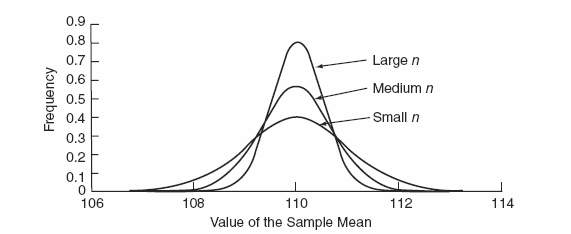 0.9
0.8
0.7
0.6
0.5
0.4
0.3
0.2
0.1
0
Frequency
Large n
Medium n
Small n
106 108 110 112 114
Value of the Sample Mean